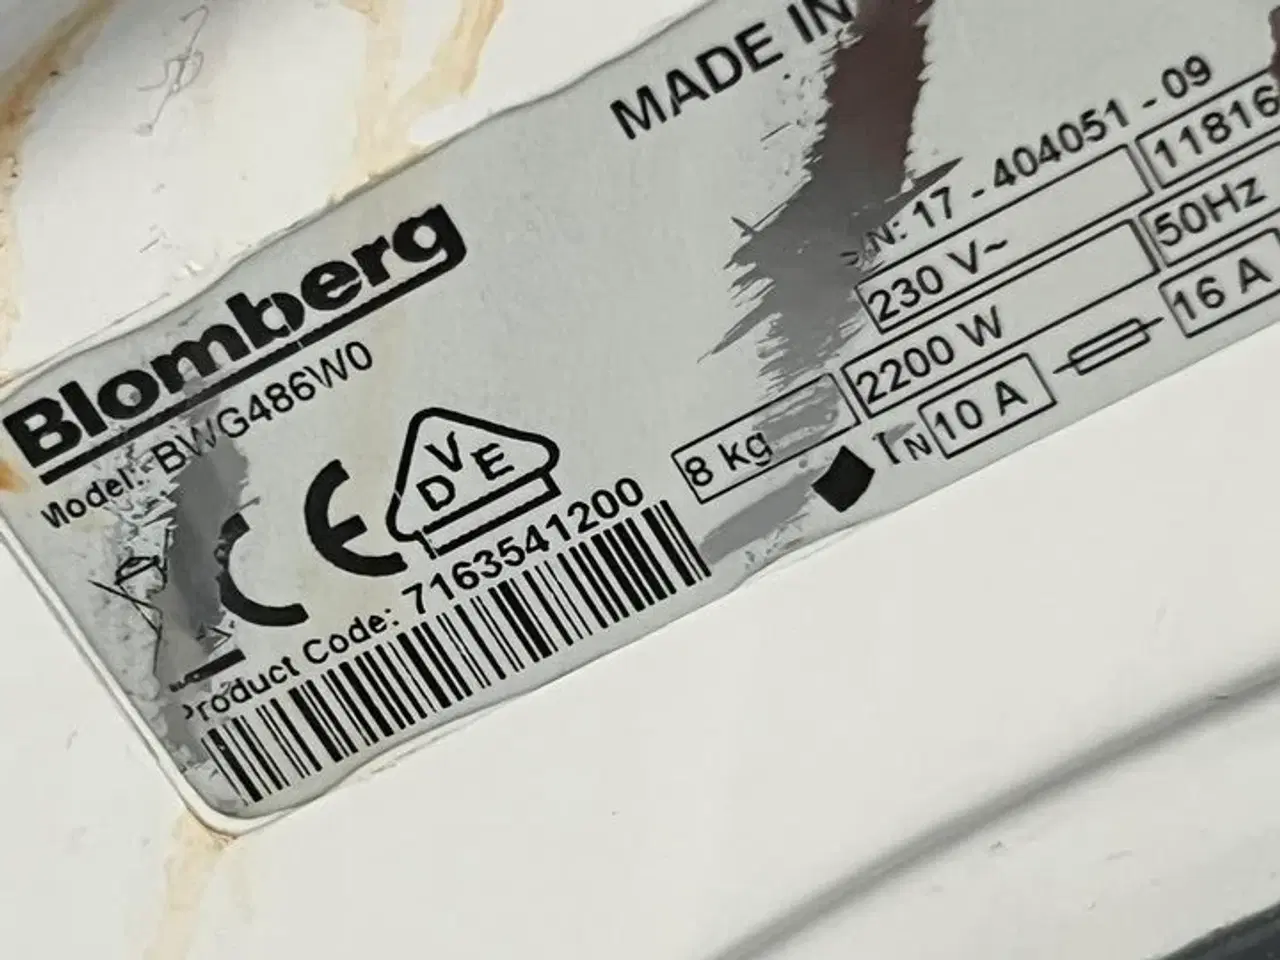 MADE IN
Blomberg
Model: BWG486W0
N: 17 - 404051 - 09
230 V~
11816
8 kg
2200 W
50Hz
IN 10 A
16 A
D V E
Product Code: 7163541200